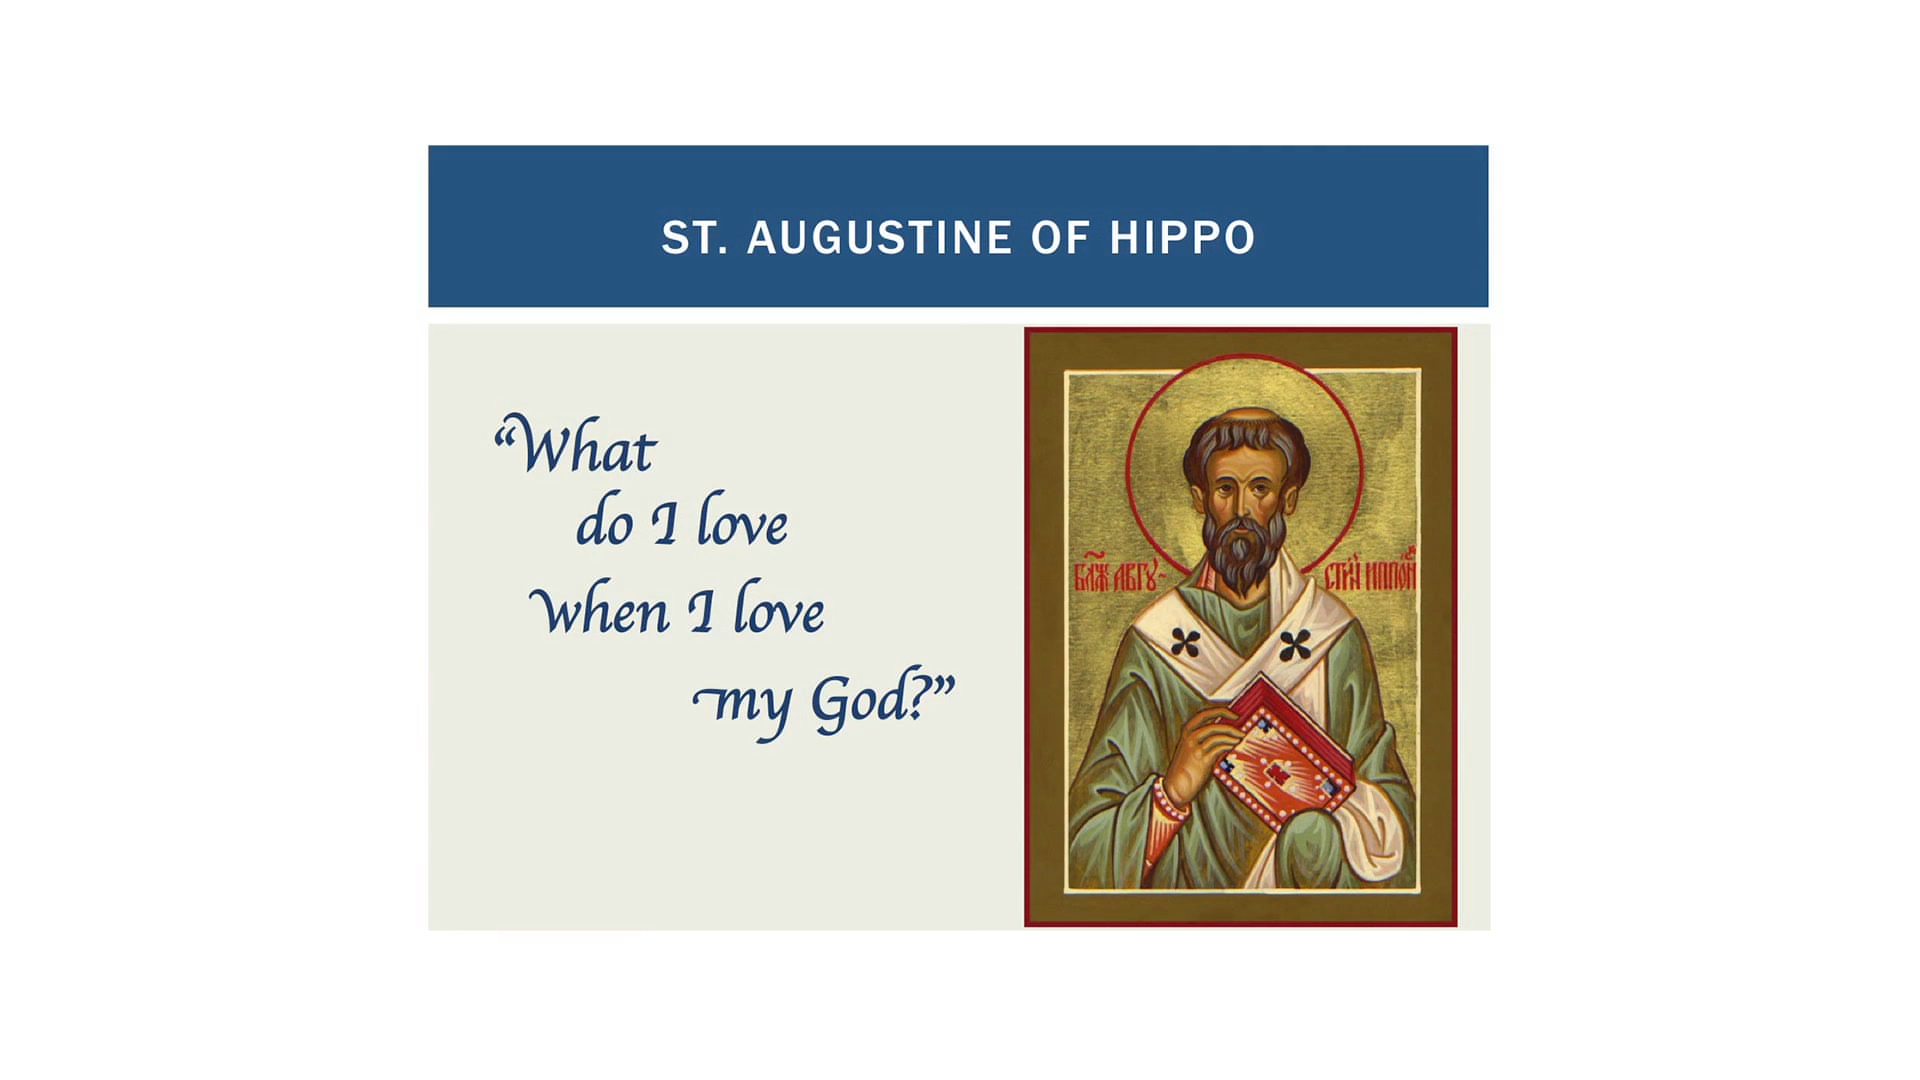 ST. AUGUSTINE OF HIPPO
“What
do I love
when I love
my God?”
БЛЖ АВГУ-
СТИН ИППОН